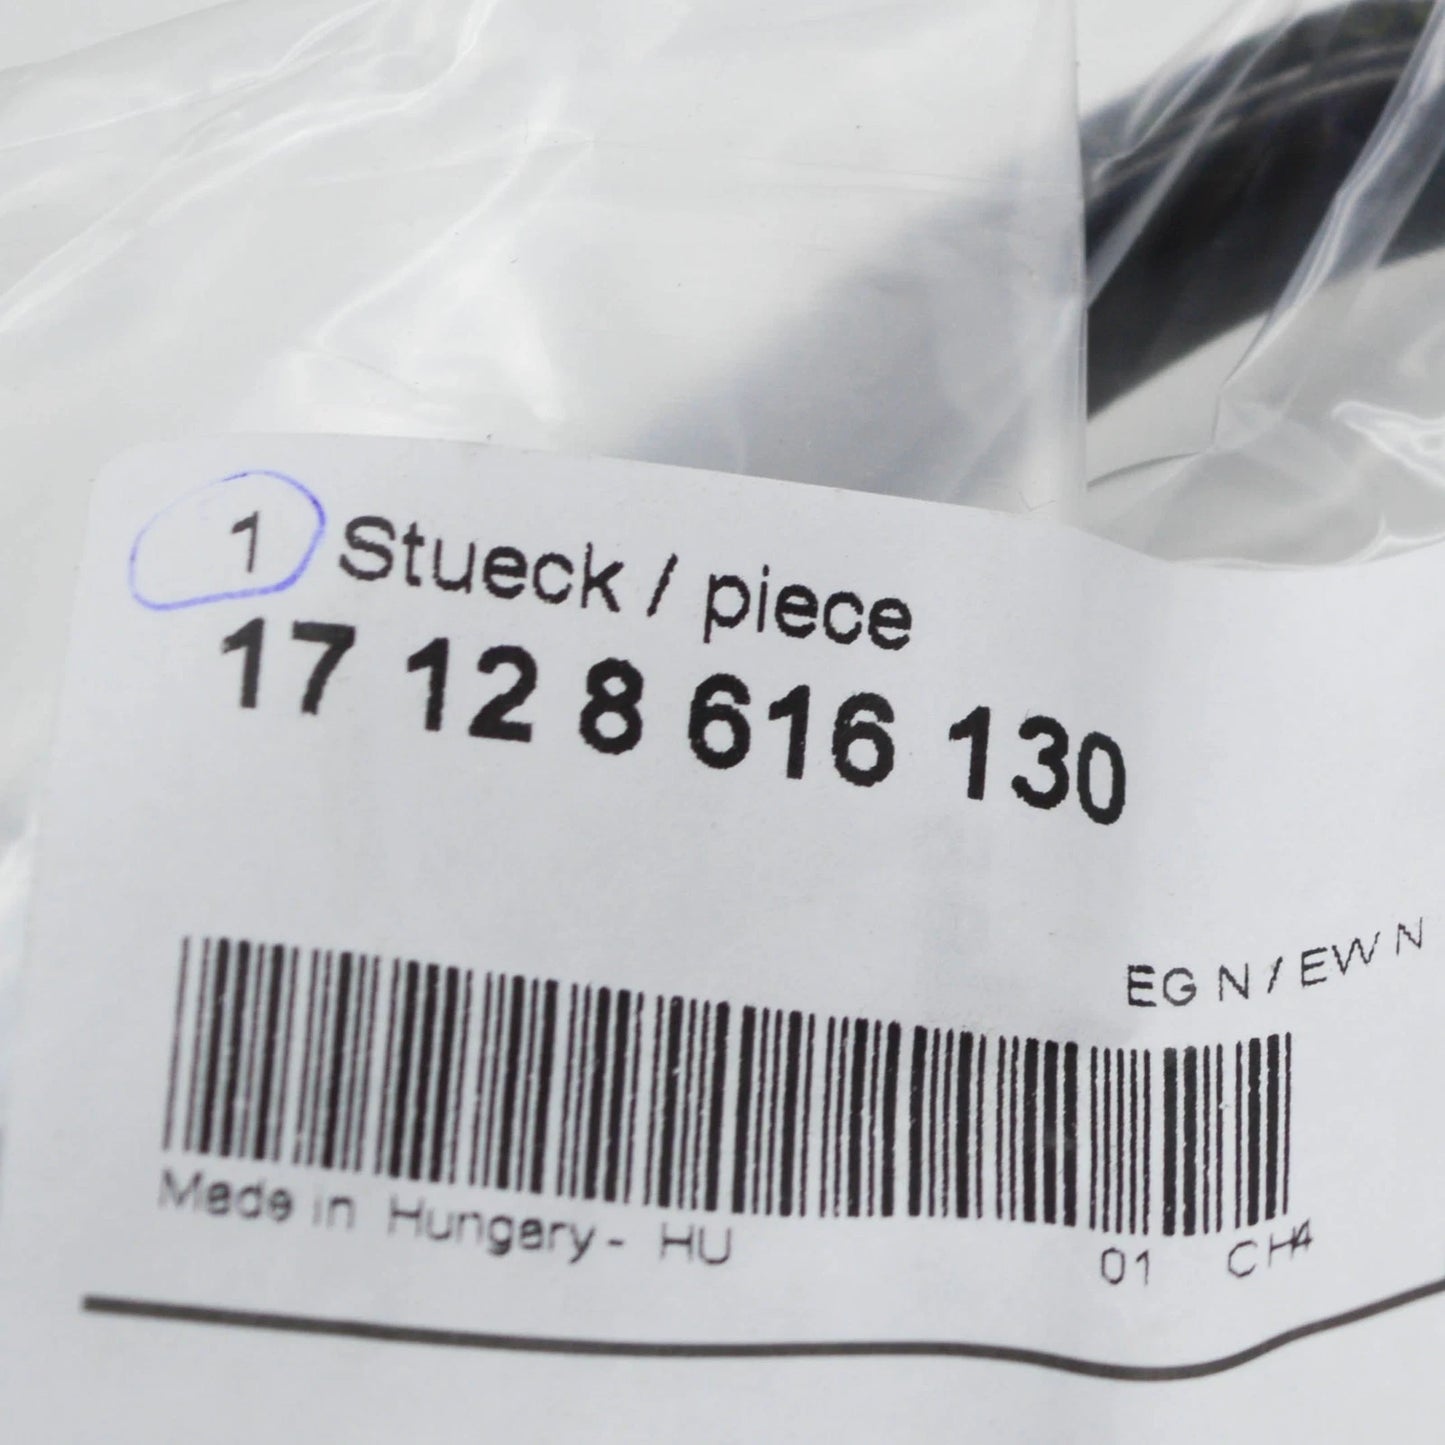 1 Stueck / piece
17 12 8 616 130
EG N / EW N
Made in Hungary - HU 01 CH4